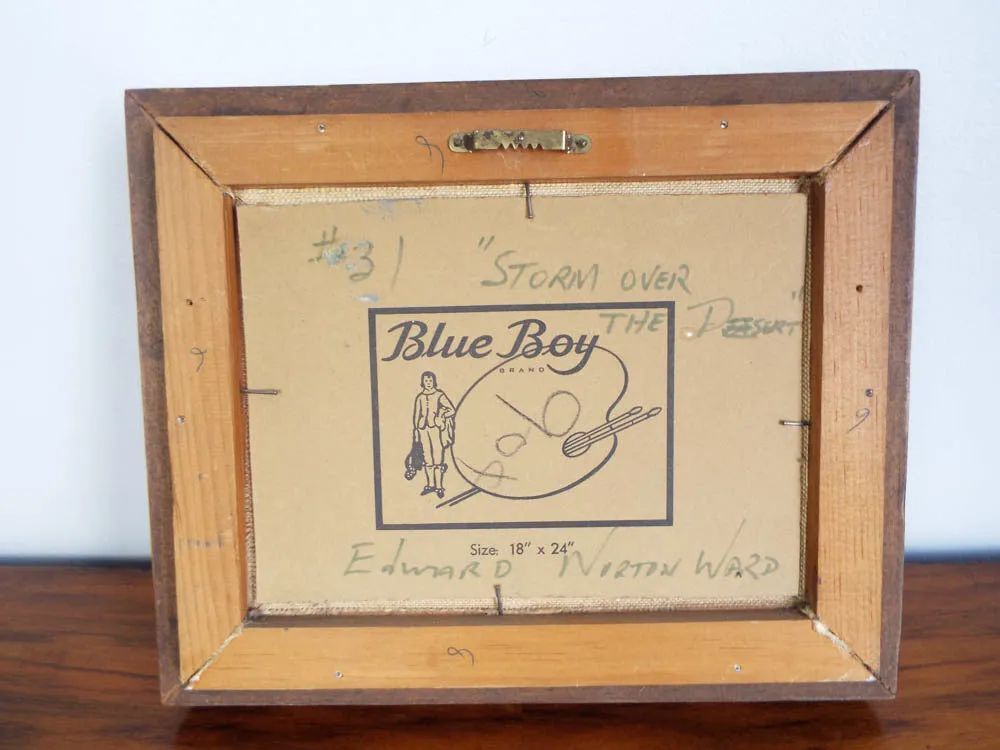 #31 "STORM OVER
THE DESERT"
Blue Boy
BRAND
Size: 18" x 24"
EDWARD NORTON WARD